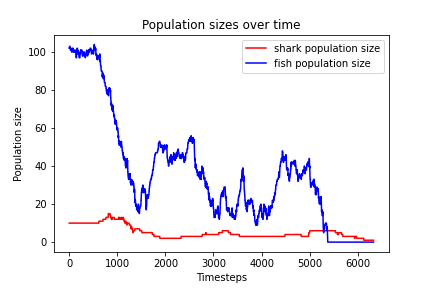 Population sizes over time
shark population size
fish population size
Population size
100
80
60
40
20
0
0
1000
2000
3000
4000
5000
6000
Timesteps